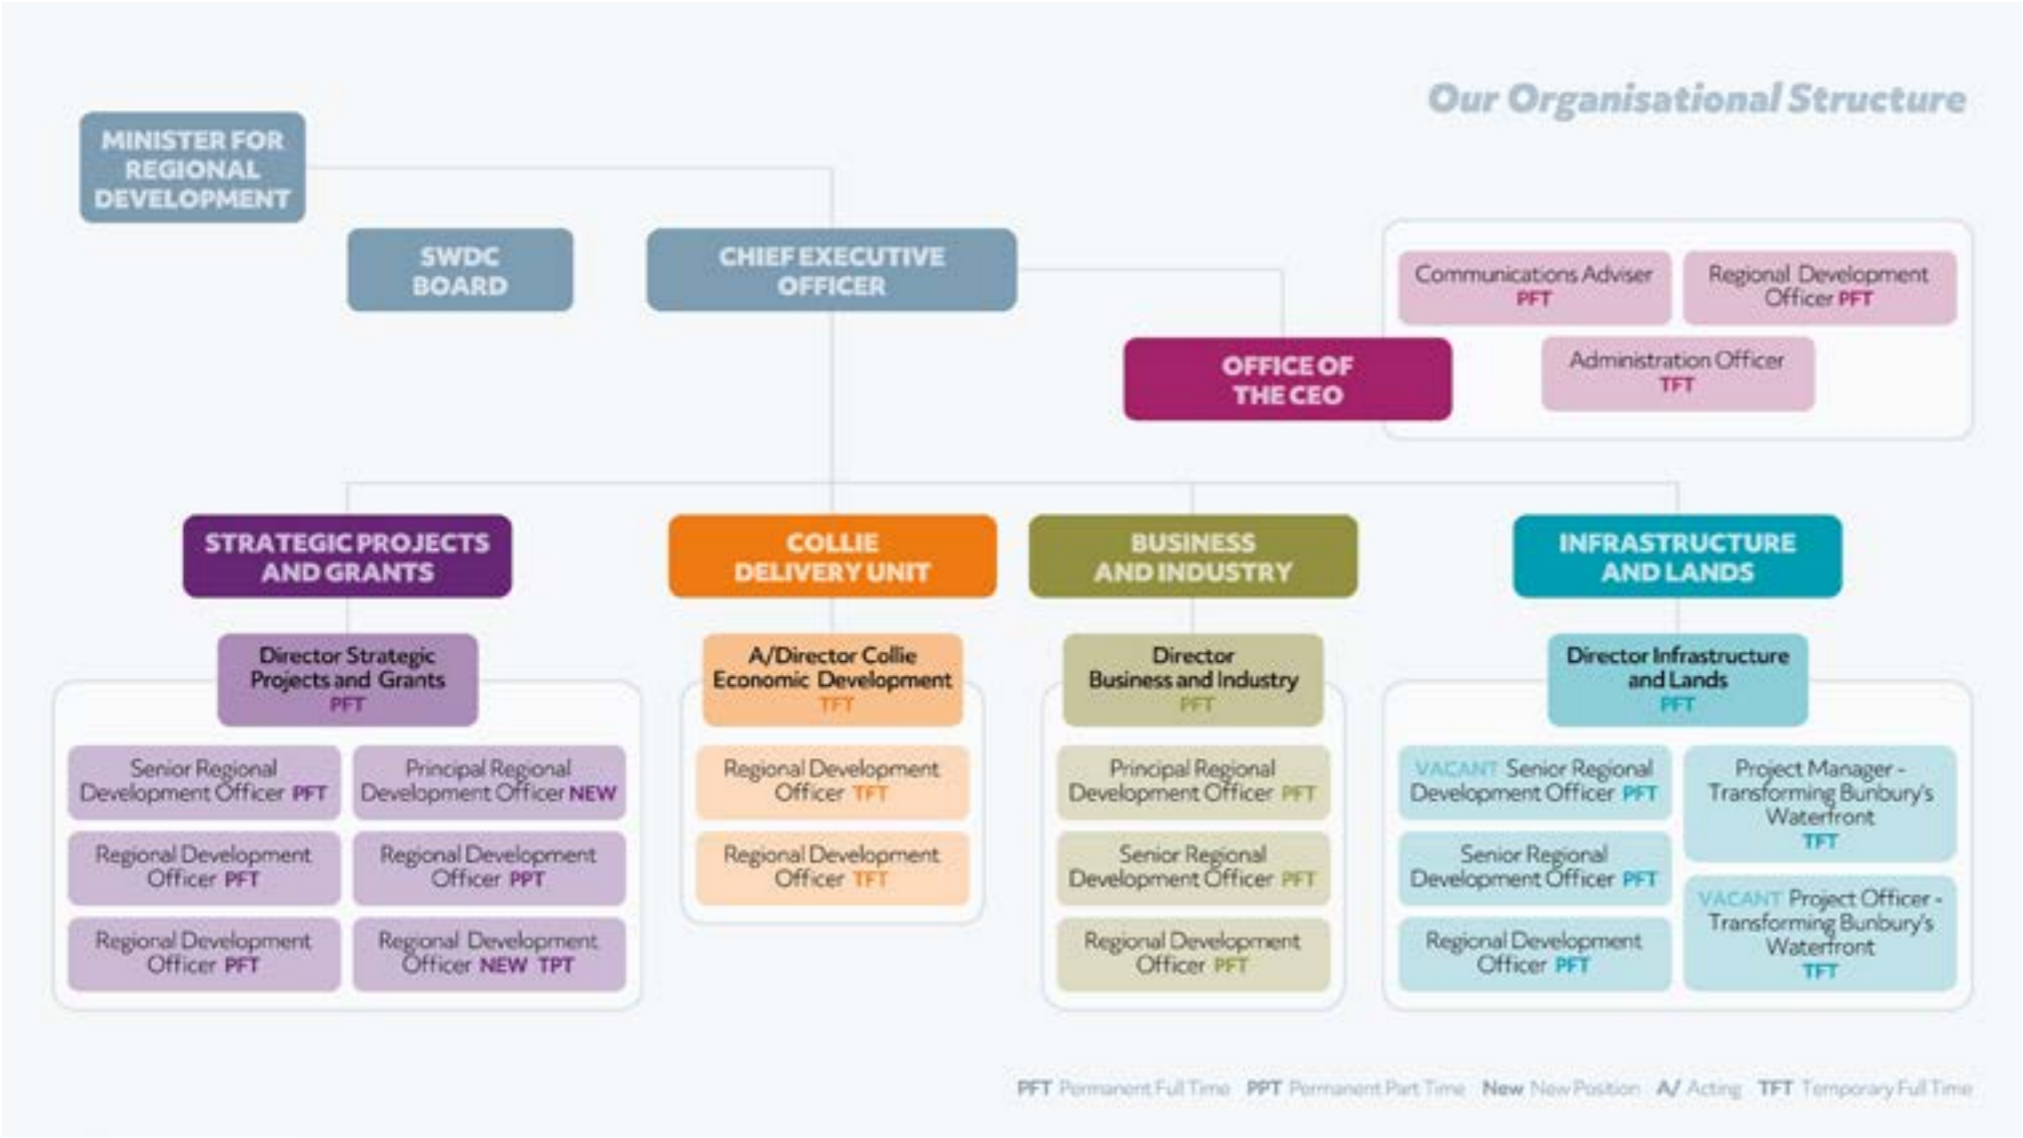 Our Organisational Structure
MINISTER FOR
REGIONAL
DEVELOPMENT
SWDC
BOARD
CHIEF EXECUTIVE
OFFICER
OFFICE OF
THE CEO
Communications Adviser
PFT
Regional Development
Officer PFT
Administration Officer
TFT
STRATEGIC PROJECTS
AND GRANTS
Director Strategic
Projects and Grants
PFT
Senior Regional
Development Officer PFT
Principal Regional
Development Officer NEW
Regional Development
Officer PFT
Regional Development
Officer PPT
Regional Development
Officer PFT
Regional Development
Officer NEW TPT
COLLIE
DELIVERY UNIT
A/Director Collie
Economic Development
TFT
Regional Development
Officer TFT
Regional Development
Officer TFT
BUSINESS
AND INDUSTRY
Director
Business and Industry
PFT
Principal Regional
Development Officer PFT
Senior Regional
Development Officer PFT
Regional Development
Officer PFT
INFRASTRUCTURE
AND LANDS
Director Infrastructure
and Lands
PFT
VACANT Senior Regional
Development Officer PFT
Project Manager -
Transforming Bunbury's
Waterfront
TFT
Senior Regional
Development Officer PFT
VACANT Project Officer -
Transforming Bunbury's
Waterfront
TFT
Regional Development
Officer PFT
PFT Permanent Full Time PPT Permanent Part Time New New Position A/ Acting TFT Temporary Full Time